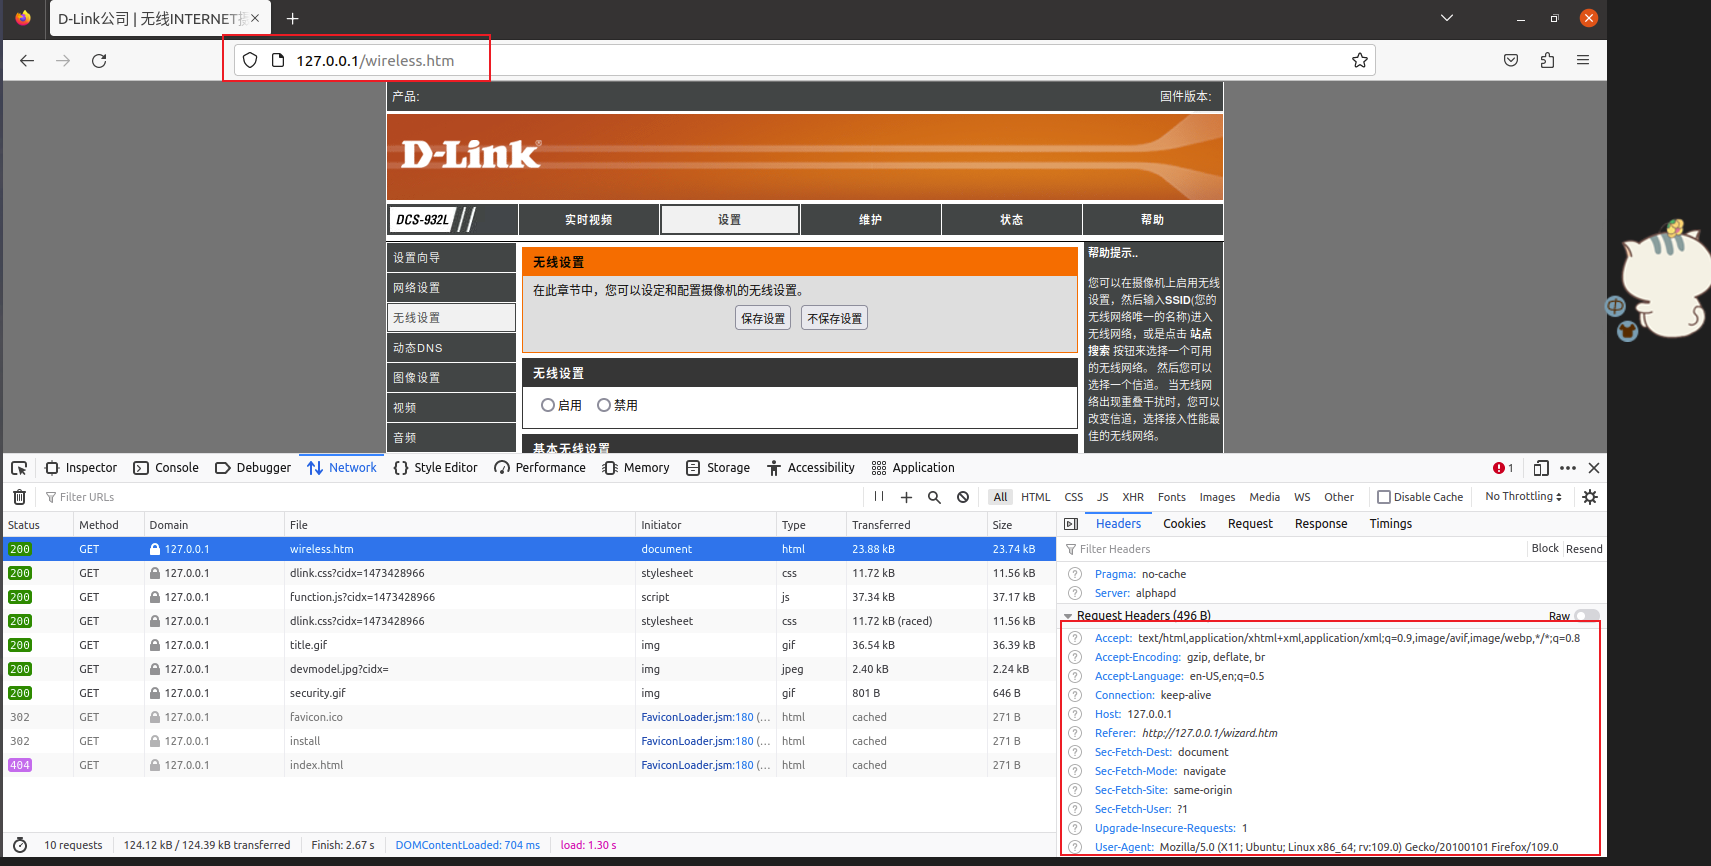 D-Link公司 | 无线INTERNET
127.0.0.1/wireless.htm
产品: 固件版本:
D-Link®
DCS-932L 实时视频 设置 维护 状态 帮助
设置向导
网络设置
无线设置
动态DNS
图像设置
视频
音频
无线设置
在此章节中，您可以设定和配置摄像机的无线设置。
保存设置 不保存设置
无线设置
启用 禁用
基本无线设置
帮助提示..
您可以在摄像机上启用无线
设置，然后输入SSID(您的
无线网络唯一的名称)进入
无线网络，或是点击 站点
搜索 按钮来选择一个可用
的无线网络。 然后您可以
选择一个信道。 当无线网
络出现重叠干扰时，您可以
改变信道，选择接入性能最
佳的无线网络。
中
Inspector Console Debugger Network Style Editor Performance Memory Storage Accessibility Application 1
Filter URLs All HTML CSS JS XHR Fonts Images Media WS Other Disable Cache No Throttling
Status Method Domain File Initiator Type Transferred Size
200 GET 127.0.0.1 wireless.htm document html 23.88 kB 23.74 kB
200 GET 127.0.0.1 dlink.css?cidx=1473428966 stylesheet css 11.72 kB 11.56 kB
200 GET 127.0.0.1 function.js?cidx=1473428966 script js 37.34 kB 37.17 kB
200 GET 127.0.0.1 dlink.css?cidx=1473428966 stylesheet css 11.72 kB (raced) 11.56 kB
200 GET 127.0.0.1 title.gif img gif 36.54 kB 36.39 kB
200 GET 127.0.0.1 devmodel.jpg?cidx= img jpeg 2.40 kB 2.24 kB
200 GET 127.0.0.1 security.gif img gif 801 B 646 B
302 GET 127.0.0.1 favicon.ico FaviconLoader.jsm:180 (... html cached 271 B
302 GET 127.0.0.1 install FaviconLoader.jsm:180 (... html cached 271 B
404 GET 127.0.0.1 index.html FaviconLoader.jsm:180 (... html cached 271 B
10 requests 124.12 kB / 124.39 kB transferred Finish: 2.67 s DOMContentLoaded: 704 ms load: 1.30 s
Headers Cookies Request Response Timings
Filter Headers Block Resend
Pragma: no-cache
Server: alphapd
Request Headers (496 B) Raw
Accept: text/html,application/xhtml+xml,application/xml;q=0.9,image/avif,image/webp,*/*;q=0.8
Accept-Encoding: gzip, deflate, br
Accept-Language: en-US,en;q=0.5
Connection: keep-alive
Host: 127.0.0.1
Referer: http://127.0.0.1/wizard.htm
Sec-Fetch-Dest: document
Sec-Fetch-Mode: navigate
Sec-Fetch-Site: same-origin
Sec-Fetch-User: ?1
Upgrade-Insecure-Requests: 1
User-Agent: Mozilla/5.0 (X11; Ubuntu; Linux x86_64; rv:109.0) Gecko/20100101 Firefox/109.0